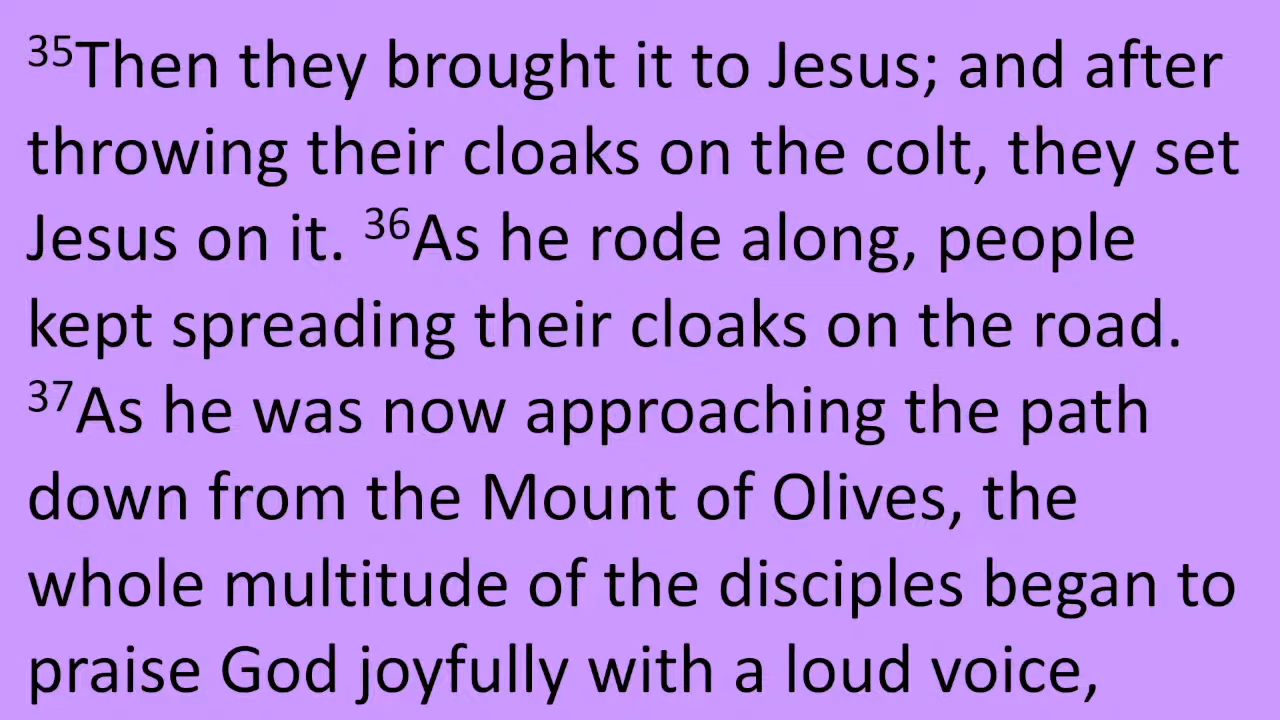 35Then they brought it to Jesus; and after
throwing their cloaks on the colt, they set
Jesus on it. 36As he rode along, people
kept spreading their cloaks on the road.
37As he was now approaching the path
down from the Mount of Olives, the
whole multitude of the disciples began to
praise God joyfully with a loud voice,